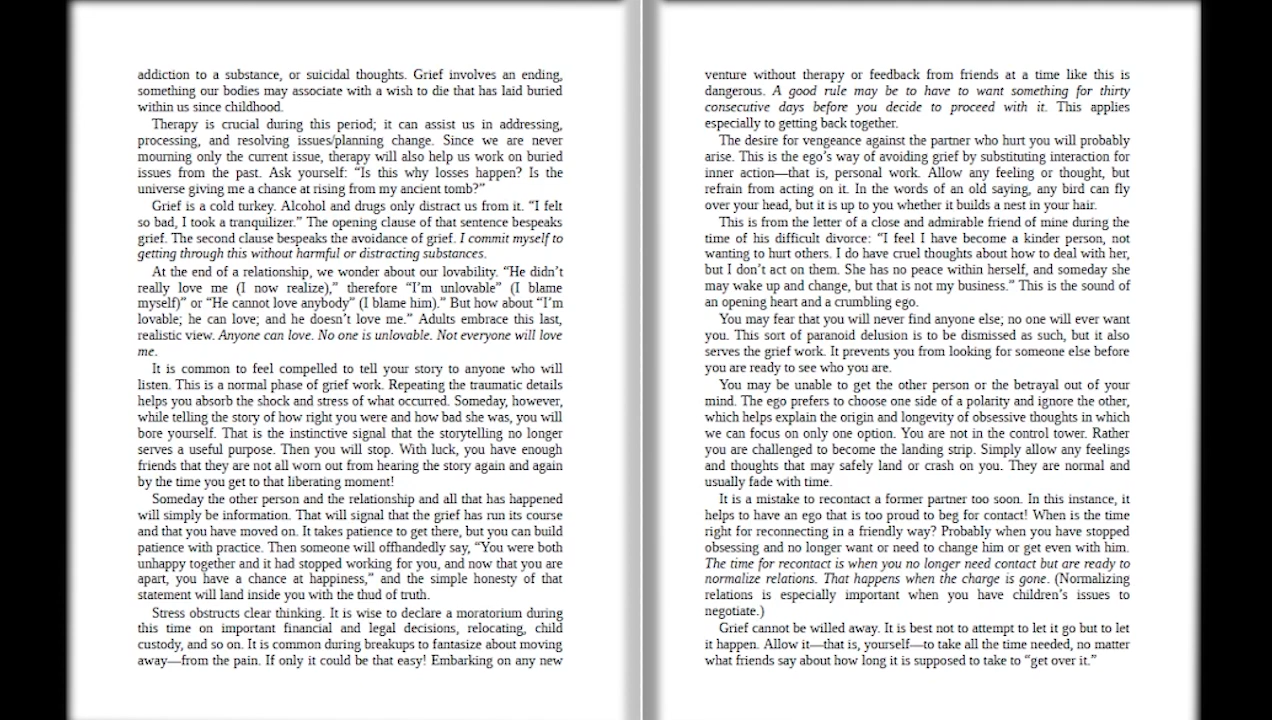 addiction to a substance, or suicidal thoughts. Grief involves an ending,
something our bodies may associate with a wish to die that has laid buried
within us since childhood.
Therapy is crucial during this period; it can assist us in addressing,
processing, and resolving issues/planning change. Since we are never
mourning only the current issue, therapy will also help us work on buried
issues from the past. Ask yourself: “Is this why losses happen? Is the
universe giving me a chance at rising from my ancient tomb?”
Grief is a cold turkey. Alcohol and drugs only distract us from it. “I felt
so bad, I took a tranquilizer.” The opening clause of that sentence bespeaks
grief. The second clause bespeaks the avoidance of grief. I commit myself to
getting through this without harmful or distracting substances.
At the end of a relationship, we wonder about our lovability. “He didn’t
really love me (I now realize),” therefore “I’m unlovable” (I blame
myself)” or “He cannot love anybody” (I blame him).” But how about “I’m
lovable; he can love; and he doesn’t love me.” Adults embrace this last,
realistic view. Anyone can love. No one is unlovable. Not everyone will love
me.
It is common to feel compelled to tell your story to anyone who will
listen. This is a normal phase of grief work. Repeating the traumatic details
helps you absorb the shock and stress of what occurred. Someday, however,
while telling the story of how right you were and how bad she was, you will
bore yourself. That is the instinctive signal that the storytelling no longer
serves a useful purpose. Then you will stop. With luck, you have enough
friends that they are not all worn out from hearing the story again and again
by the time you get to that liberating moment!
Someday the other person and the relationship and all that has happened
will simply be information. That will signal that the grief has run its course
and that you have moved on. It takes patience to get there, but you can build
patience with practice. Then someone will offhandedly say, “You were both
unhappy together and it had stopped working for you, and now that you are
apart, you have a chance at happiness,” and the simple honesty of that
statement will land inside you with the thud of truth.
Stress obstructs clear thinking. It is wise to declare a moratorium during
this time on important financial and legal decisions, relocating, child
custody, and so on. It is common during breakups to fantasize about moving
away—from the pain. If only it could be that easy! Embarking on any new
venture without therapy or feedback from friends at a time like this is
dangerous. A good rule may be to have to want something for thirty
consecutive days before you decide to proceed with it. This applies
especially to getting back together.
The desire for vengeance against the partner who hurt you will probably
arise. This is the ego’s way of avoiding grief by substituting interaction for
inner action—that is, personal work. Allow any feeling or thought, but
refrain from acting on it. In the words of an old saying, any bird can fly
over your head, but it is up to you whether it builds a nest in your hair.
This is from the letter of a close and admirable friend of mine during the
time of his difficult divorce: “I feel I have become a kinder person, not
wanting to hurt others. I do have cruel thoughts about how to deal with her,
but I don’t act on them. She has no peace within herself, and someday she
may wake up and change, but that is not my business.” This is the sound of
an opening heart and a crumbling ego.
You may fear that you will never find anyone else; no one will ever want
you. This sort of paranoid delusion is to be dismissed as such, but it also
serves the grief work. It prevents you from looking for someone else before
you are ready to see who you are.
You may be unable to get the other person or the betrayal out of your
mind. The ego prefers to choose one side of a polarity and ignore the other,
which helps explain the origin and longevity of obsessive thoughts in which
we can focus on only one option. You are not in the control tower. Rather
you are challenged to become the landing strip. Simply allow any feelings
and thoughts that may safely land or crash on you. They are normal and
usually fade with time.
It is a mistake to recontact a former partner too soon. In this instance, it
helps to have an ego that is too proud to beg for contact! When is the time
right for reconnecting in a friendly way? Probably when you have stopped
obsessing and no longer want or need to change him or get even with him.
The time for recontact is when you no longer need contact but are ready to
normalize relations. That happens when the charge is gone. (Normalizing
relations is especially important when you have children’s issues to
negotiate.)
Grief cannot be willed away. It is best not to attempt to let it go but to let
it happen. Allow it—that is, yourself—to take all the time needed, no matter
what friends say about how long it is supposed to take to “get over it.”